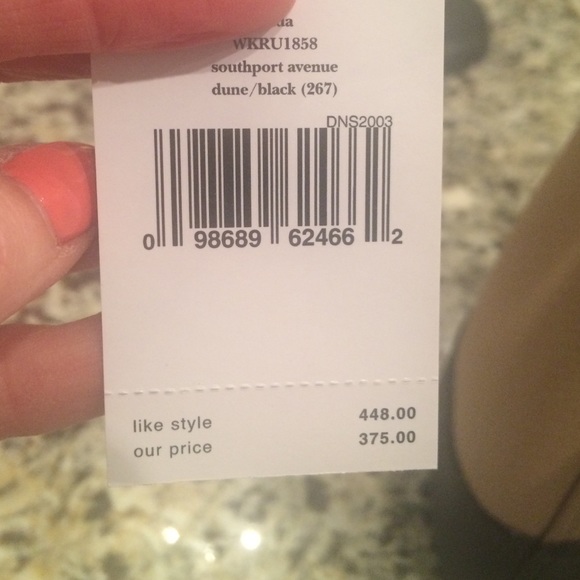 WKRU1858
southport avenue
dune/black (267)
DNS2003
0 98689 62466 2
like style 448.00
our price 375.00